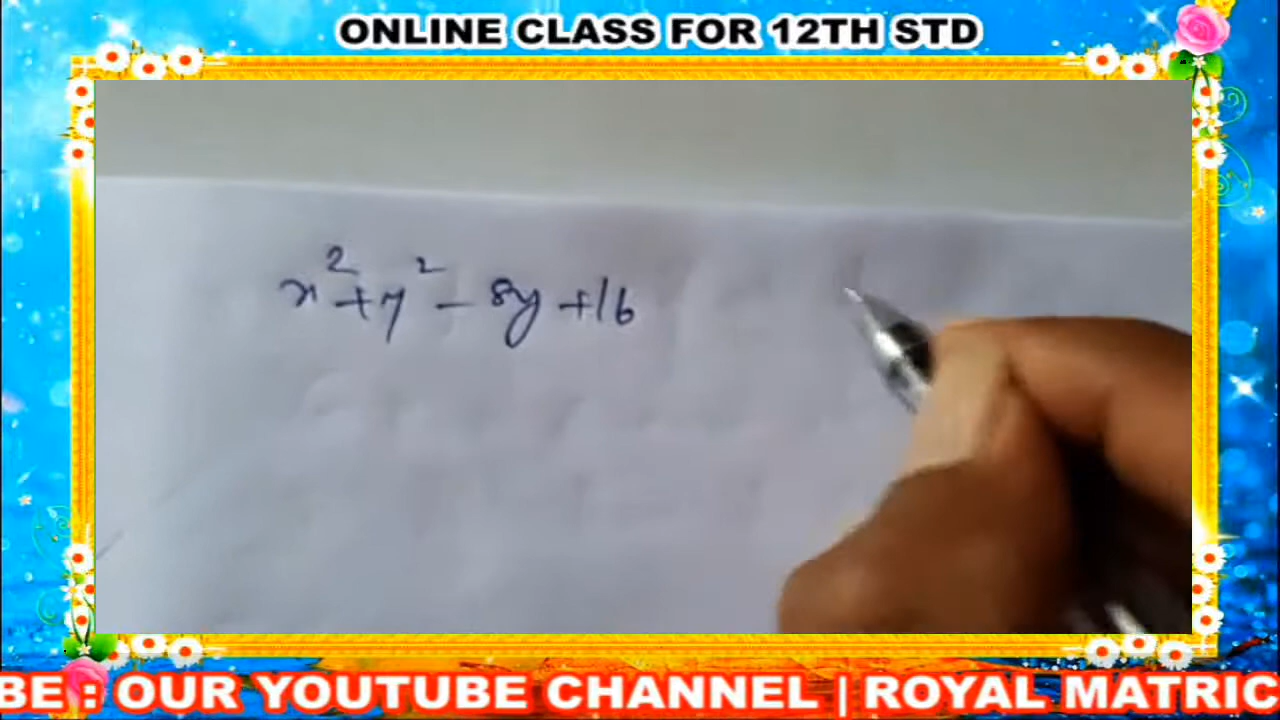 ONLINE CLASS FOR 12TH STD
x² + y² - 8y + 16
BE : OUR YOUTUBE CHANNEL | ROYAL MATRIC